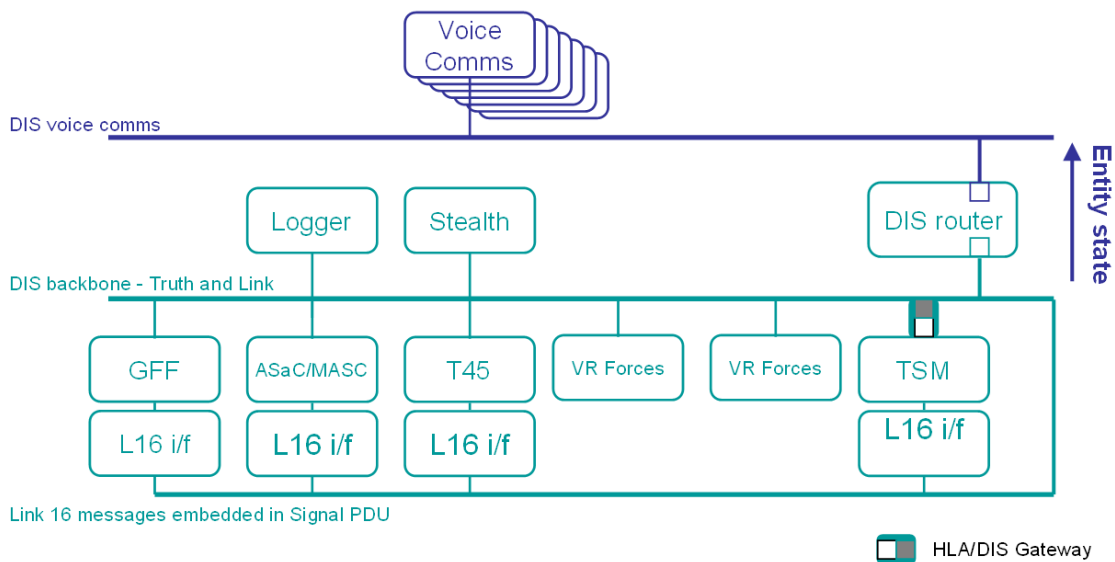 Voice
Comms
DIS voice comms
Entity state
Logger
Stealth
DIS router
DIS backbone - Truth and Link
GFF
ASaC/MASC
T45
VR Forces
VR Forces
TSM
L16 i/f
L16 i/f
L16 i/f
L16 i/f
Link 16 messages embedded in Signal PDU
HLA/DIS Gateway